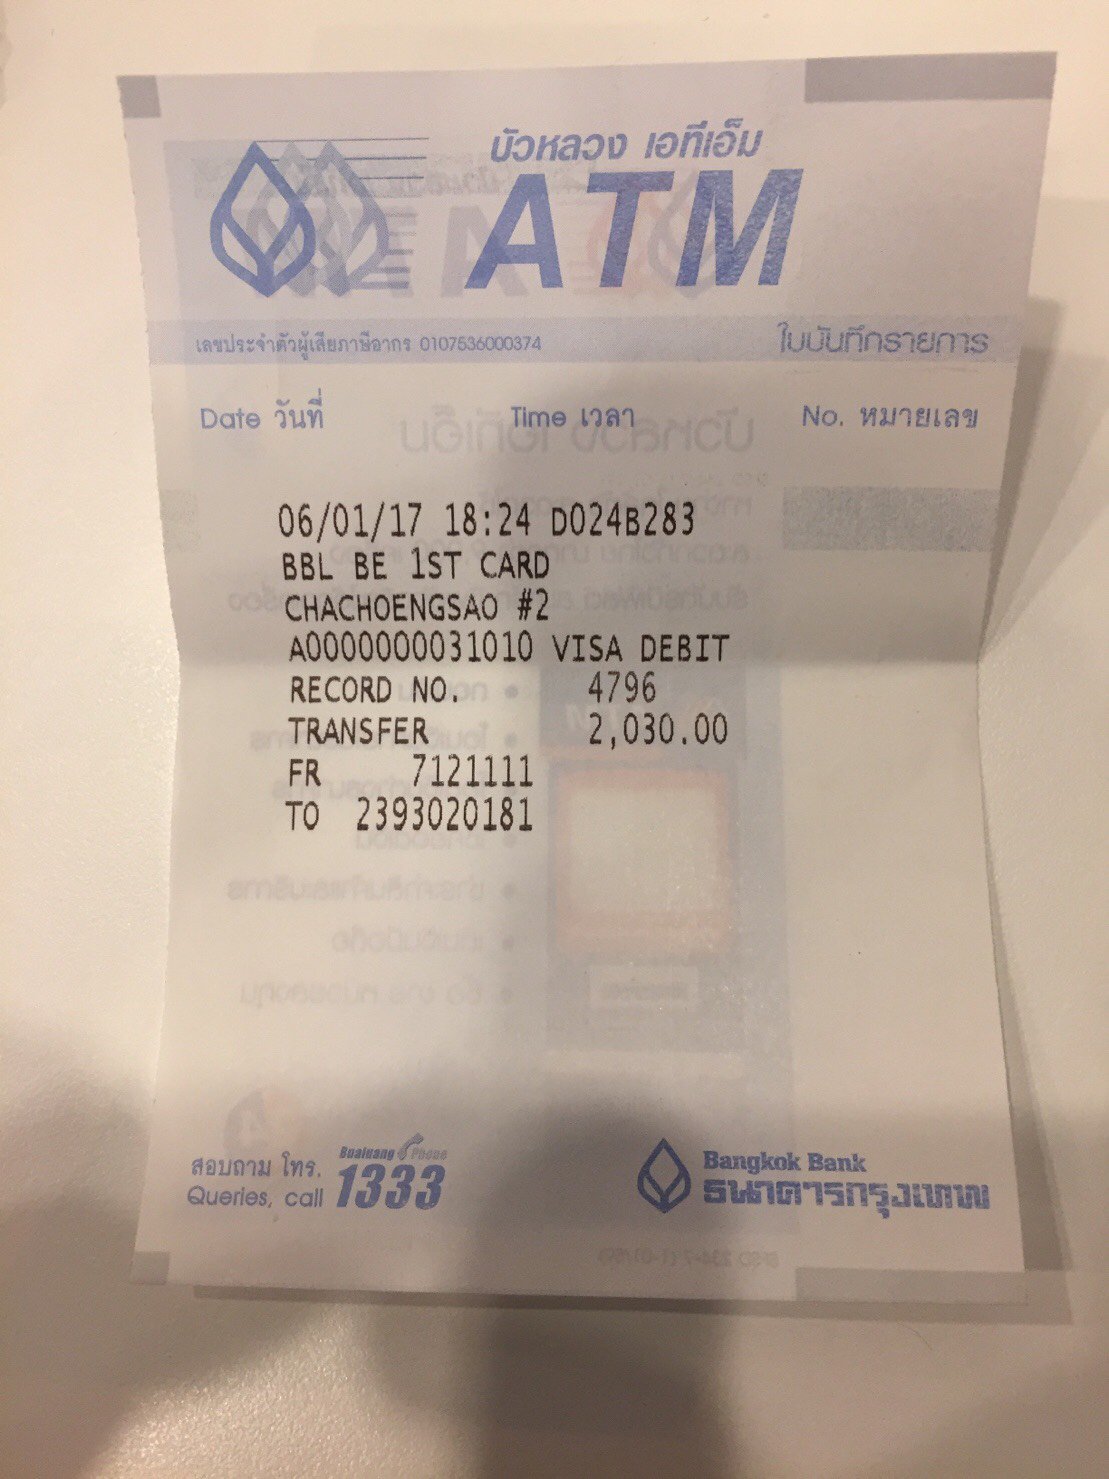 บัวหลวง เอทีเอ็ม
ATM
เลขประจำตัวผู้เสียภาษีอากร 0107536000374
ใบบันทึกรายการ
Date วันที่ Time เวลา No. หมายเลข
06/01/17 18:24 D024B283
BBL BE 1ST CARD
CHACHOENGSAO #2
A0000000031010 VISA DEBIT
RECORD NO. 4796
TRANSFER 2,030.00
FR 7121111
TO 2393020181
สอบถาม โทร.
Queries, call
Bualuang Phone
1333
Bangkok Bank
ธนาคารกรุงเทพ